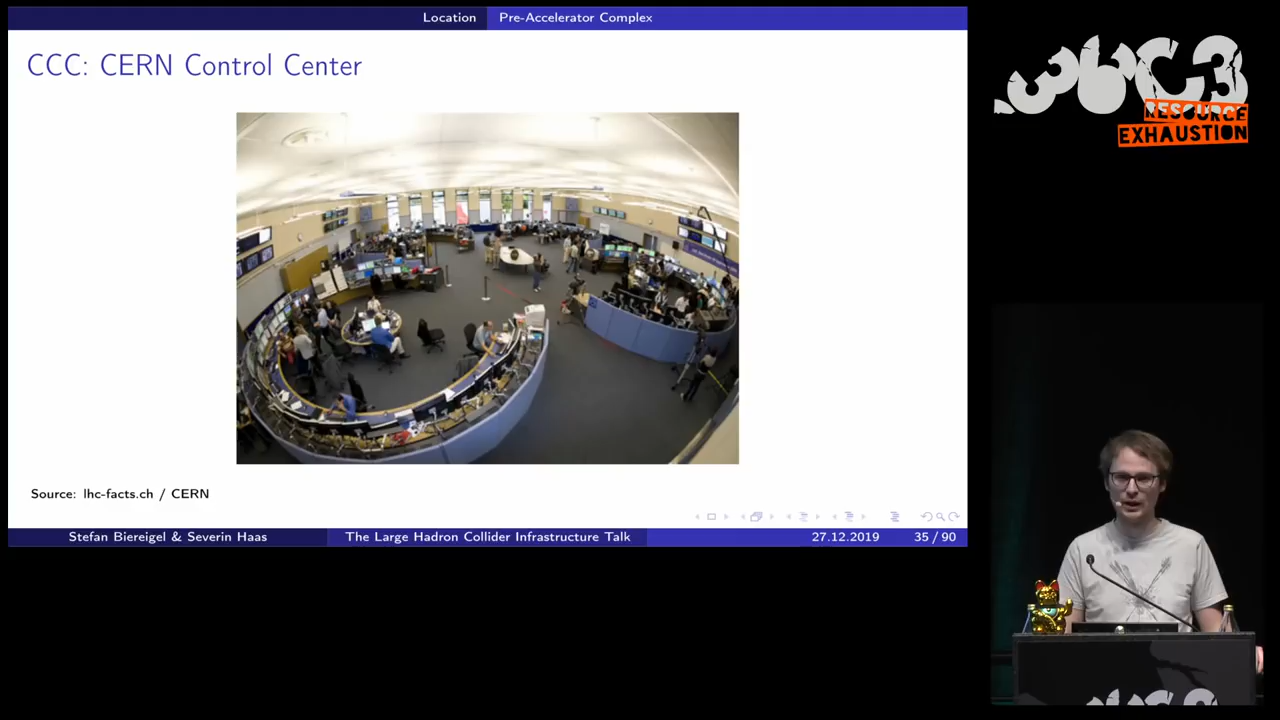 Location Pre-Accelerator Complex
CCC: CERN Control Center
Source: lhc-facts.ch / CERN
Stefan Biereigel & Severin Haas The Large Hadron Collider Infrastructure Talk 27.12.2019 35 / 90
36C3
RESOURCE
EXHAUSTION